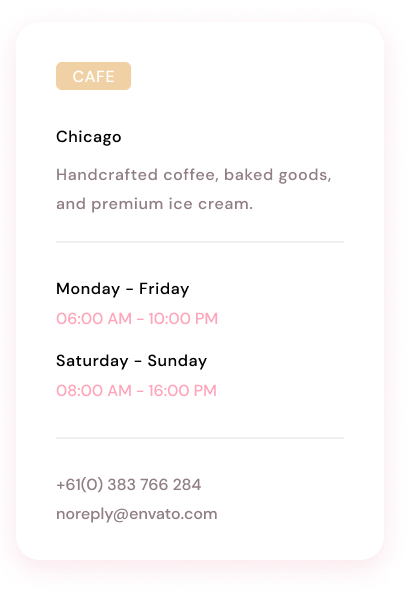 CAFE
Chicago
Handcrafted coffee, baked goods,
and premium ice cream.
Monday - Friday
06:00 AM - 10:00 PM
Saturday - Sunday
08:00 AM - 16:00 PM
+61(0) 383 766 284
noreply@envato.com